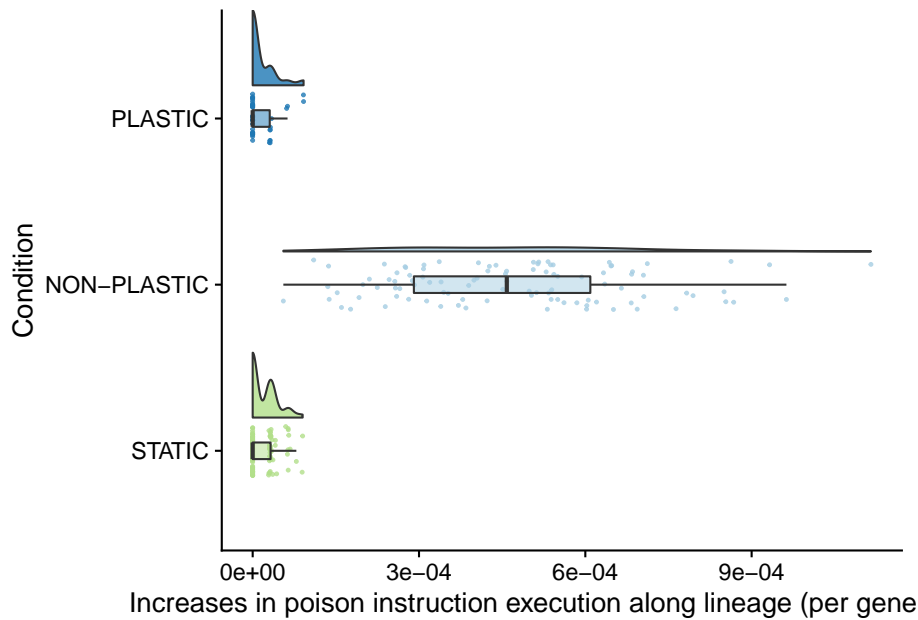 Condition
PLASTIC
NON−PLASTIC
STATIC
0e+00 3e−04 6e−04 9e−04
Increases in poison instruction execution along lineage (per gene